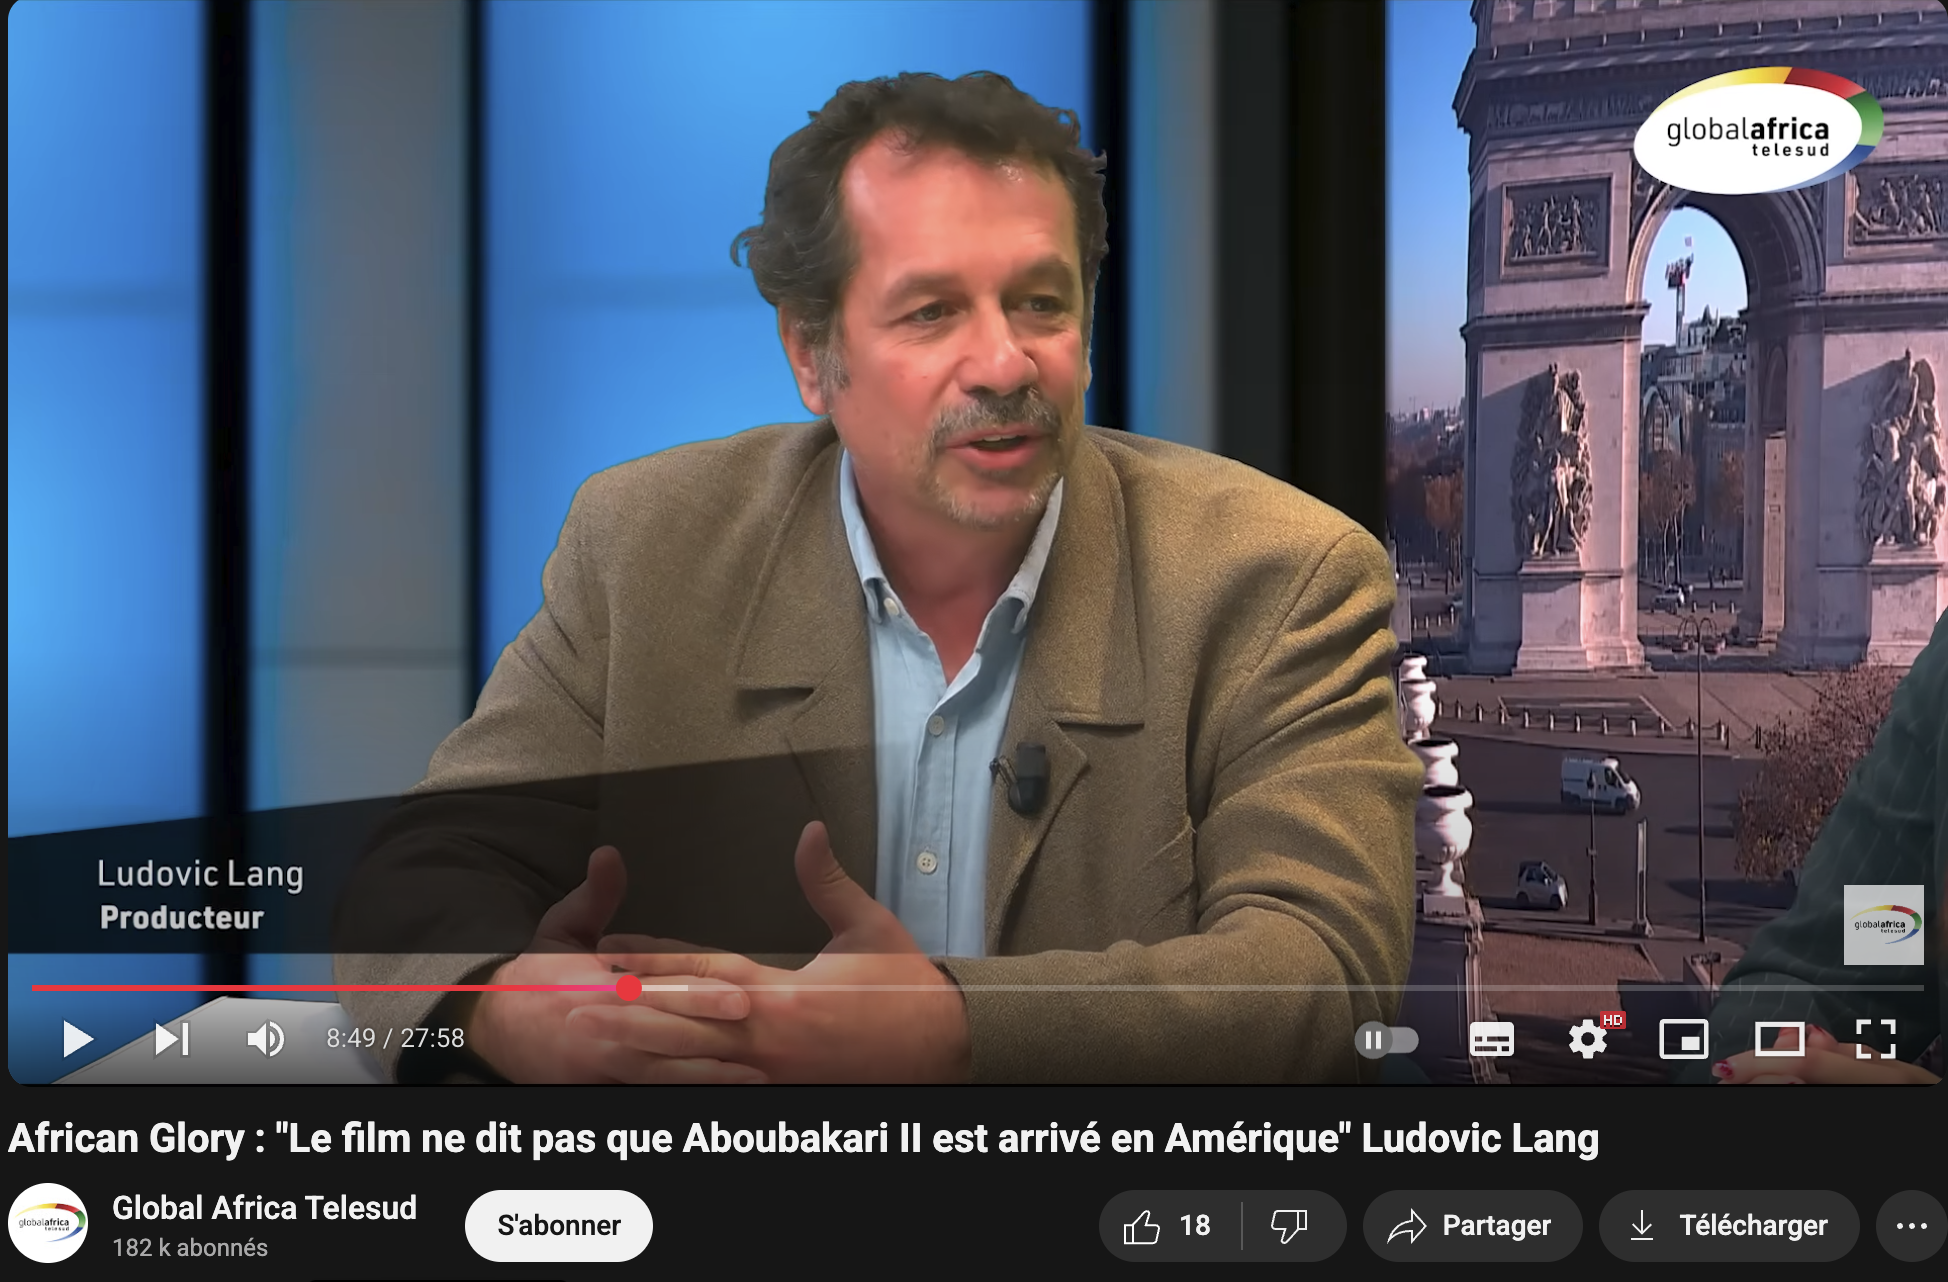 globalafrica
telesud
Ludovic Lang
Producteur
globalafrica
telesud
8:49 / 27:58
HD
African Glory : "Le film ne dit pas que Aboubakari II est arrivé en Amérique" Ludovic Lang
globalafrica
telesud
Global Africa Telesud
182 k abonnés
S'abonner
18
Partager
Télécharger